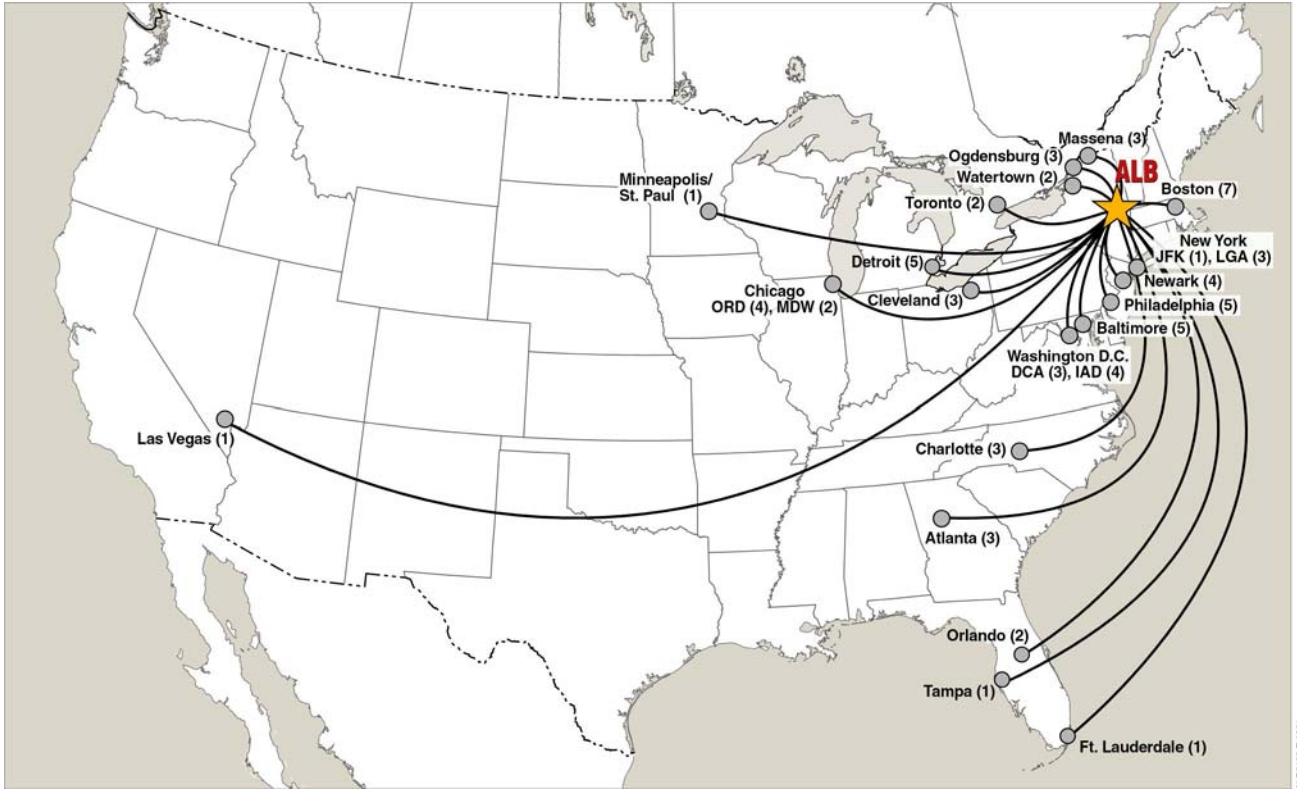 Massena (3)
Ogdensburg (3)
ALB
Watertown (2)
Minneapolis/
St. Paul (1)
Boston (7)
Toronto (2)
New York
JFK (1), LGA (3)
Detroit (5)
Newark (4)
Chicago
ORD (4), MDW (2)
Cleveland (3)
Philadelphia (5)
Baltimore (5)
Washington D.C.
DCA (3), IAD (4)
Las Vegas (1)
Charlotte (3)
Atlanta (3)
Orlando (2)
Tampa (1)
Ft. Lauderdale (1)